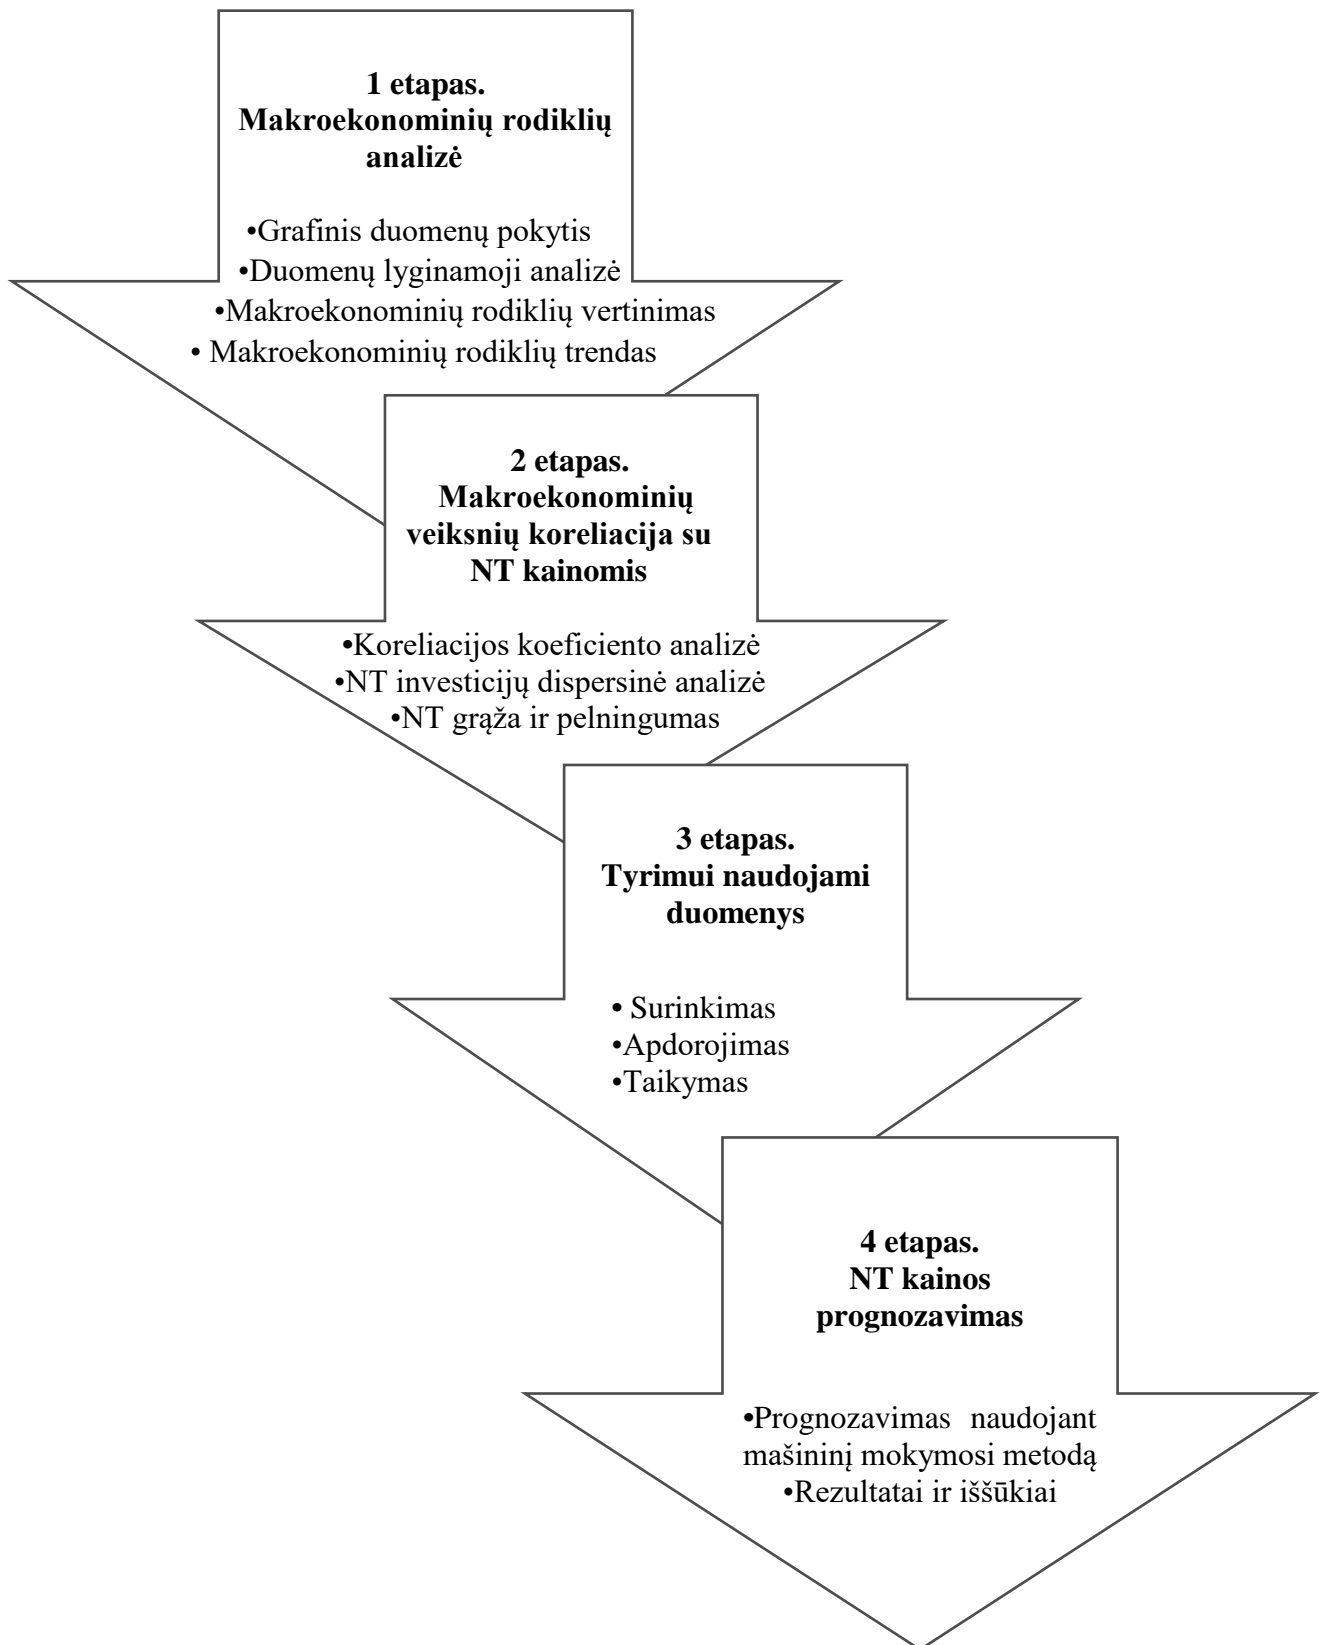 1 etapas.
Makroekonominių rodiklių
analizė
•Grafinis duomenų pokytis
•Duomenų lyginamoji analizė
•Makroekonominių rodiklių vertinimas
• Makroekonominių rodiklių trendas
2 etapas.
Makroekonominių
veiksnių koreliacija su
NT kainomis
•Koreliacijos koeficiento analizė
•NT investicijų dispersinė analizė
•NT grąža ir pelningumas
3 etapas.
Tyrimui naudojami
duomenys
• Surinkimas
•Apdorojimas
•Taikymas
4 etapas.
NT kainos
prognozavimas
•Prognozavimas naudojant
mašininį mokymosi metodą
•Rezultatai ir iššūkiai